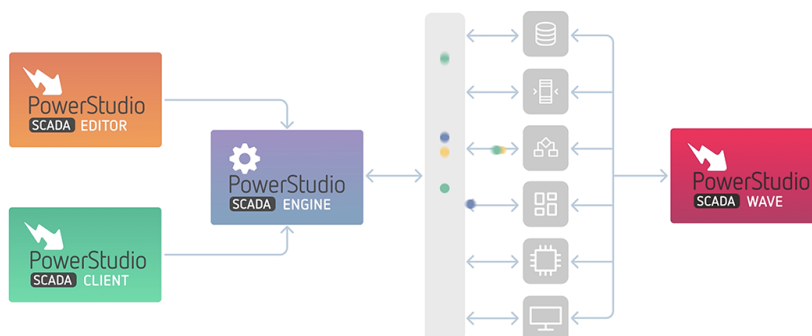 PowerStudio
SCADA EDITOR
PowerStudio
SCADA ENGINE
PowerStudio
SCADA CLIENT
PowerStudio
SCADA WAVE